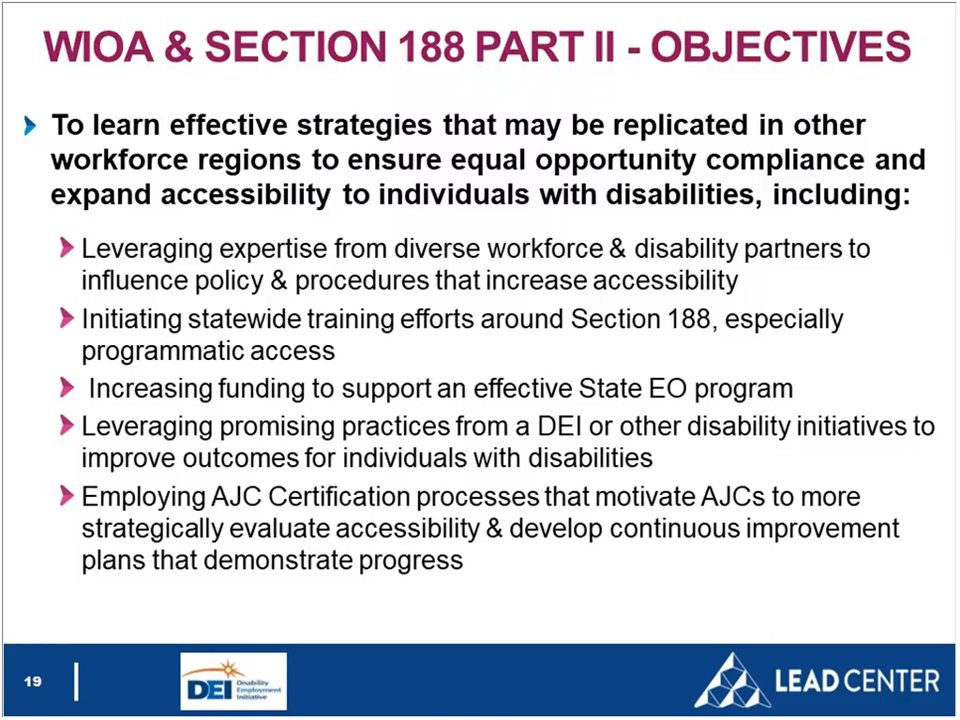 WIOA & SECTION 188 PART II - OBJECTIVES
To learn effective strategies that may be replicated in other
workforce regions to ensure equal opportunity compliance and
expand accessibility to individuals with disabilities, including:
Leveraging expertise from diverse workforce & disability partners to
influence policy & procedures that increase accessibility
Initiating statewide training efforts around Section 188, especially
programmatic access
Increasing funding to support an effective State EO program
Leveraging promising practices from a DEI or other disability initiatives to
improve outcomes for individuals with disabilities
Employing AJC Certification processes that motivate AJCs to more
strategically evaluate accessibility & develop continuous improvement
plans that demonstrate progress
19
DEI
Disability
Employment
Initiative
LEAD CENTER